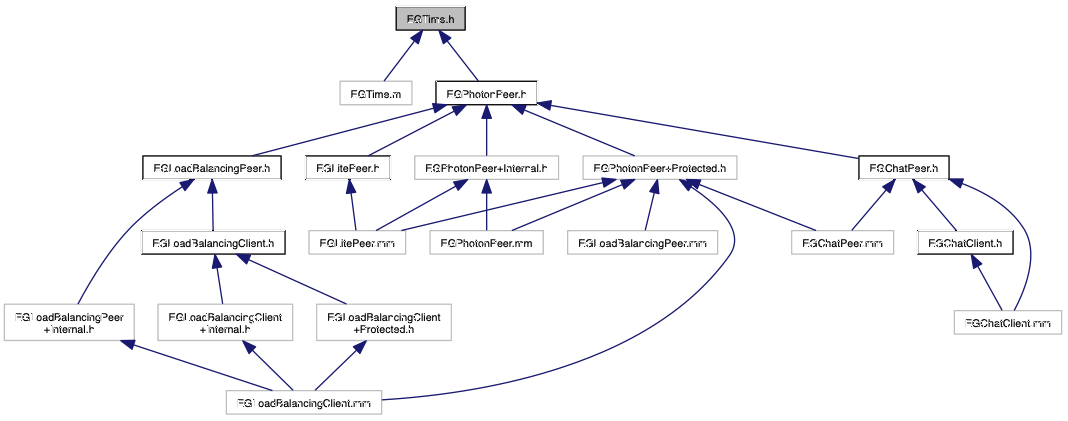 EGTime.h
EGTime.m
EGPhotonPeer.h
EGLoadBalancingPeer.h
EGLitePeer.h
EGPhotonPeer+Internal.h
EGPhotonPeer+Protected.h
EGChatPeer.h
EGLoadBalancingClient.h
EGLitePeer.mm
EGPhotonPeer.mm
EGLoadBalancingPeer.mm
EGChatPeer.mm
EGChatClient.h
EGLoadBalancingPeer
+Internal.h
EGLoadBalancingClient
+Internal.h
EGLoadBalancingClient
+Protected.h
EGChatClient.mm
EGLoadBalancingClient.mm